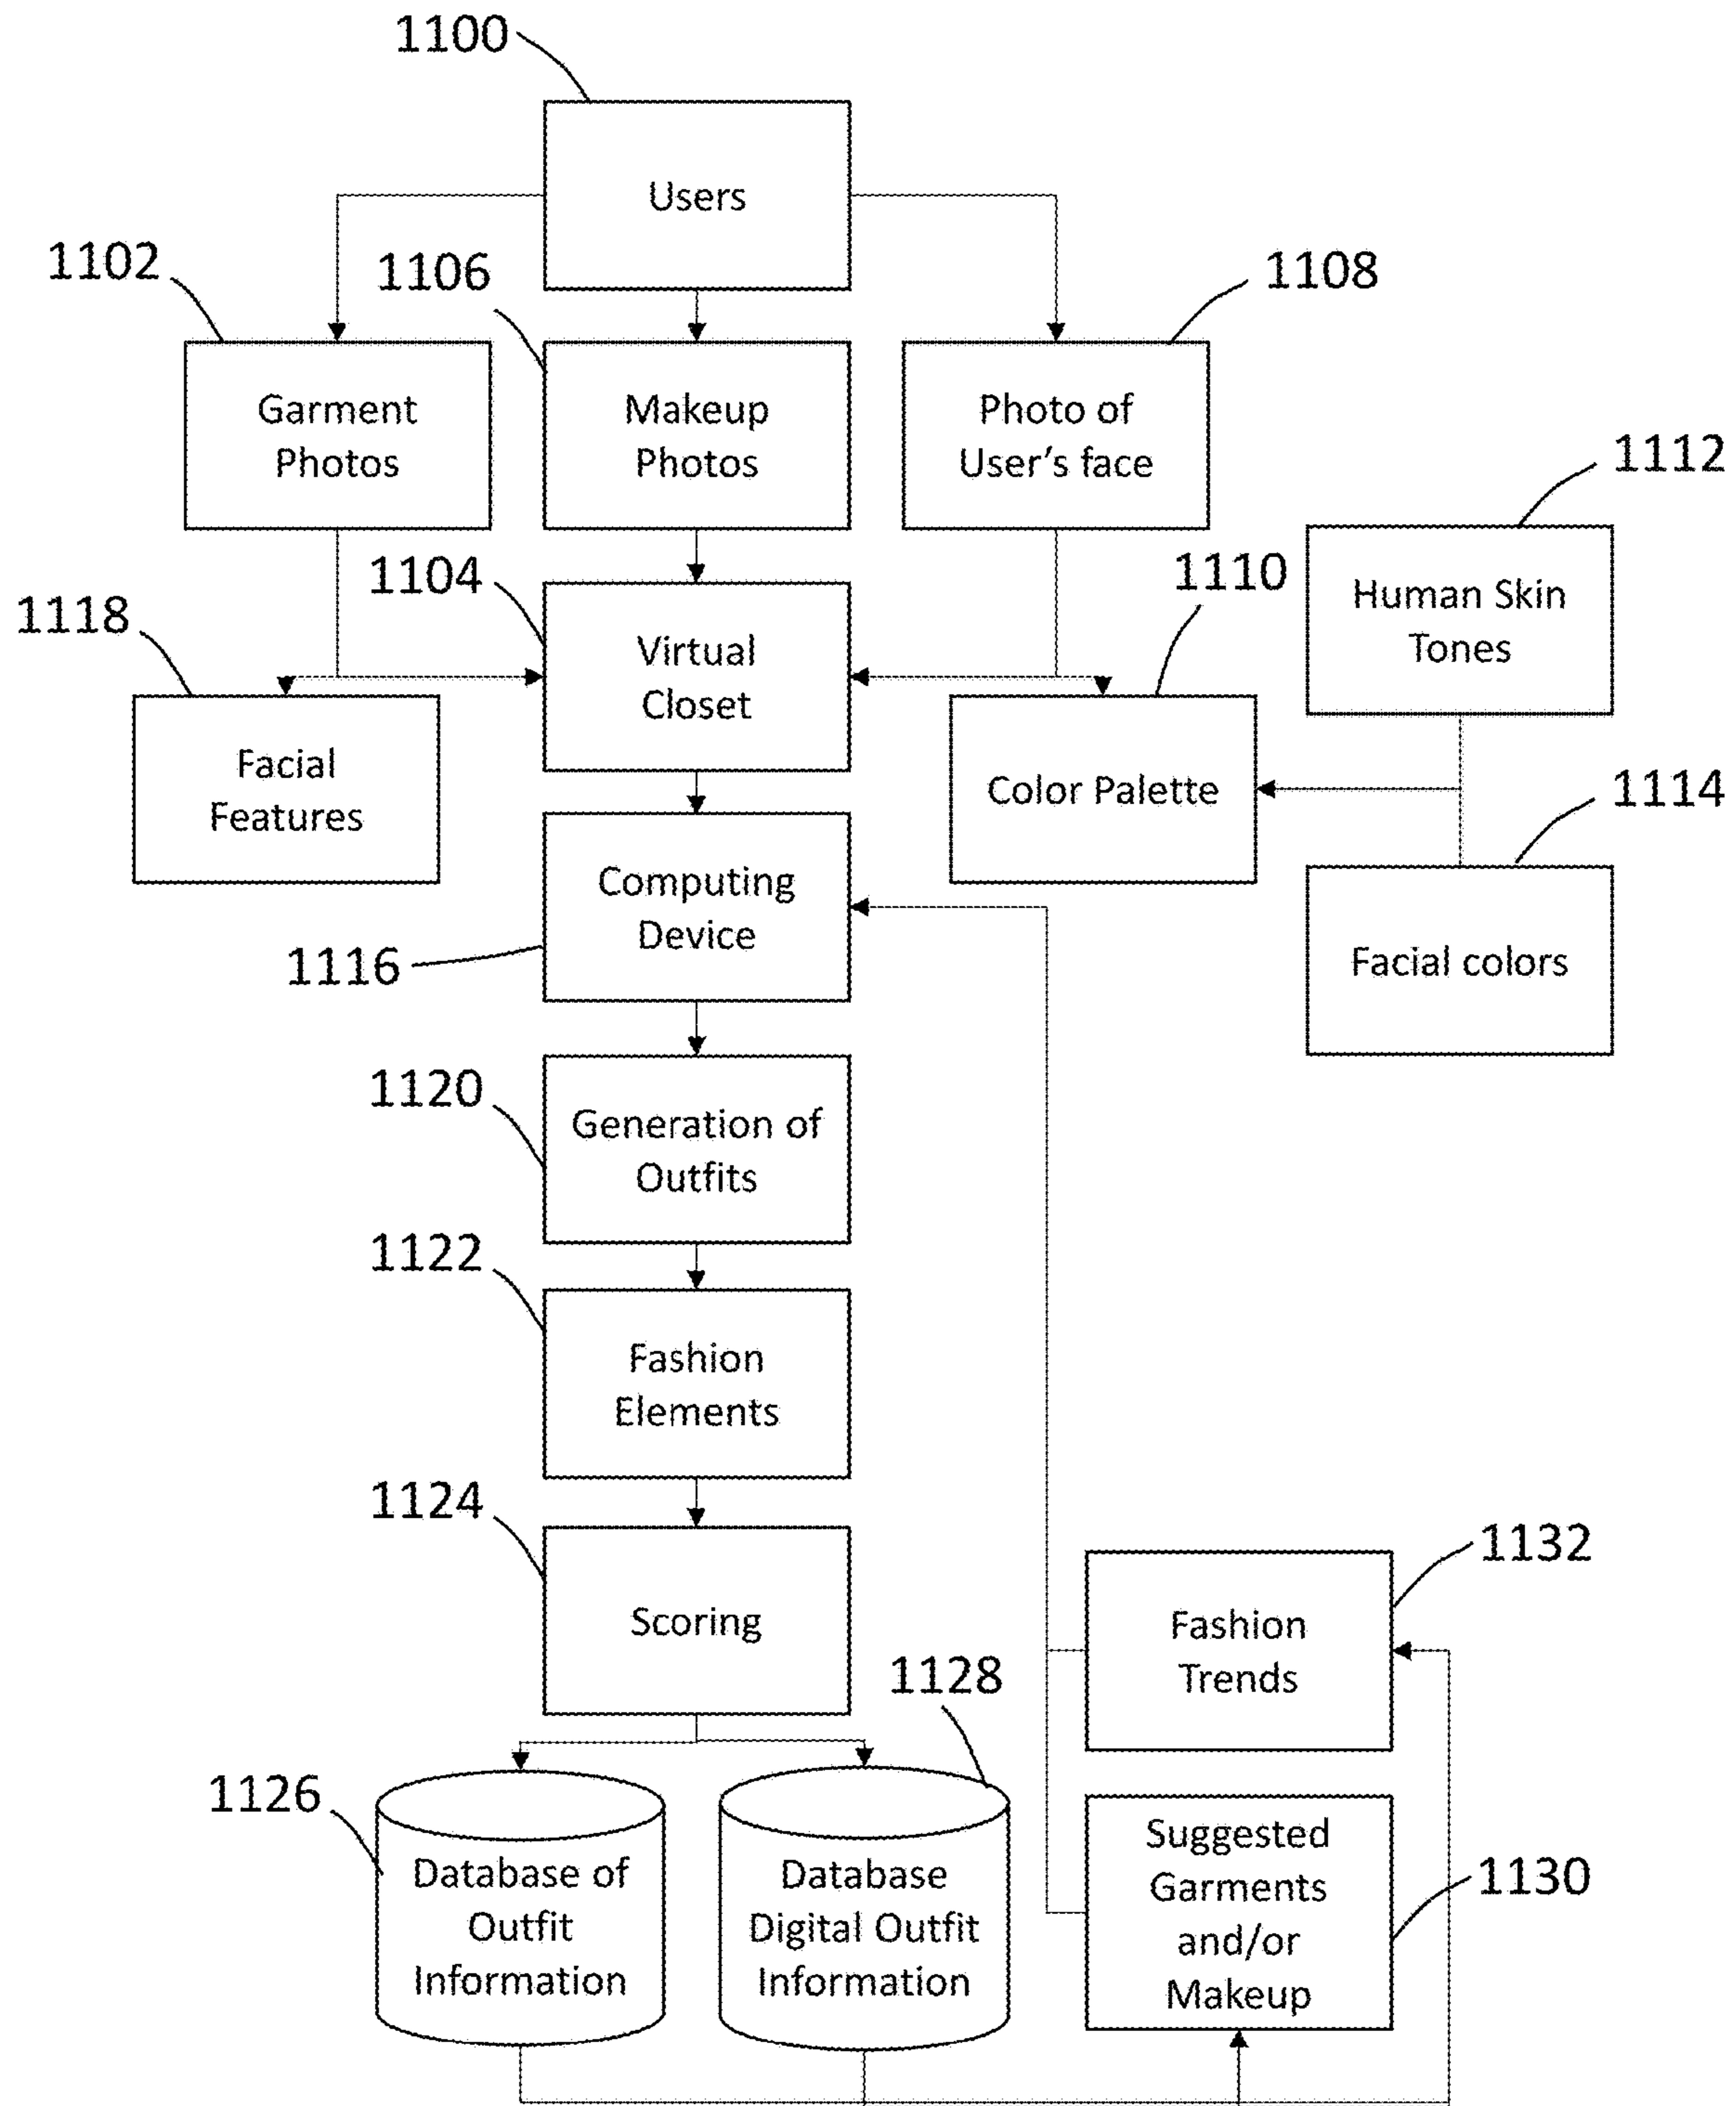 1100
Users
1102
1106
1108
Garment
Photos
Makeup
Photos
Photo of
User's face
1112
1104
1110
Human Skin
Tones
1118
Virtual
Closet
Facial
Features
Color Palette
1114
Computing
Device
1116
Facial colors
1120
Generation of
Outfits
1122
Fashion
Elements
1124
1132
Scoring
Fashion
Trends
1128
1126
Database of
Outfit
Information
Database
Digital Outfit
Information
Suggested
Garments
and/or
Makeup
1130